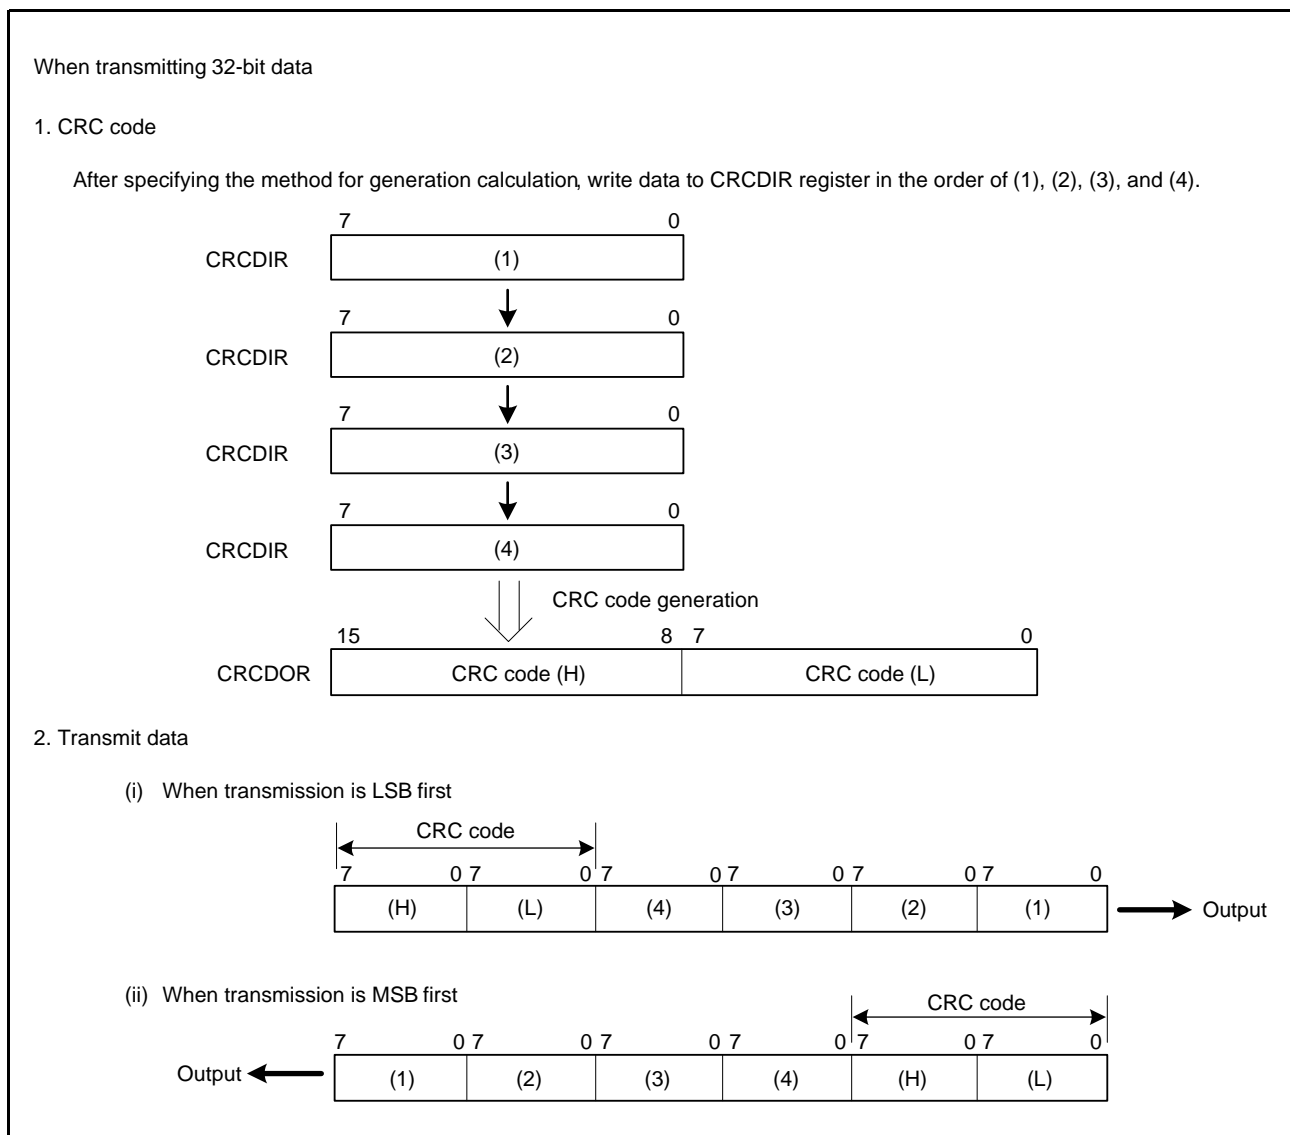 When transmitting 32-bit data
1. CRC code
After specifying the method for generation calculation, write data to CRCDIR register in the order of (1), (2), (3), and (4).
7 0
CRCDIR (1)
7 0
CRCDIR (2)
7 0
CRCDIR (3)
7 0
CRCDIR (4)
CRC code generation
15 8 7 0
CRCDOR CRC code (H) CRC code (L)
2. Transmit data
(i) When transmission is LSB first
CRC code
7 0 7 0 7 0 7 0 7 0 7 0
(H) (L) (4) (3) (2) (1) Output
(ii) When transmission is MSB first
CRC code
7 0 7 0 7 0 7 0 7 0 7 0
Output (1) (2) (3) (4) (H) (L)